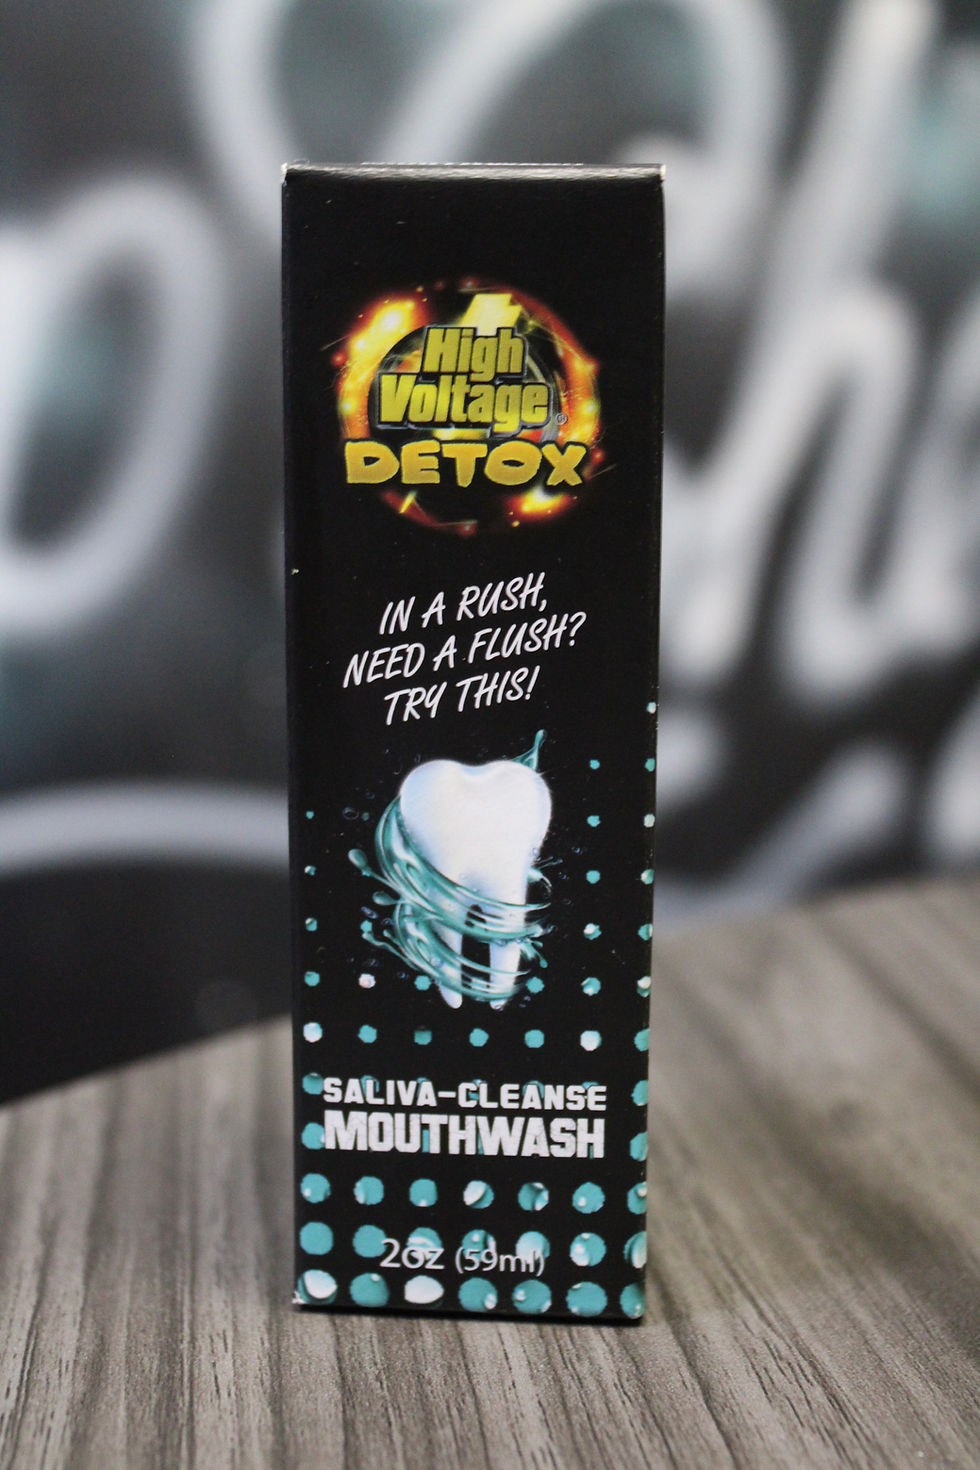 High
Voltage®
DETOX
IN A RUSH,
NEED A FLUSH?
TRY THIS!
SALIVA-CLEANSE
MOUTHWASH
2oz (59ml)